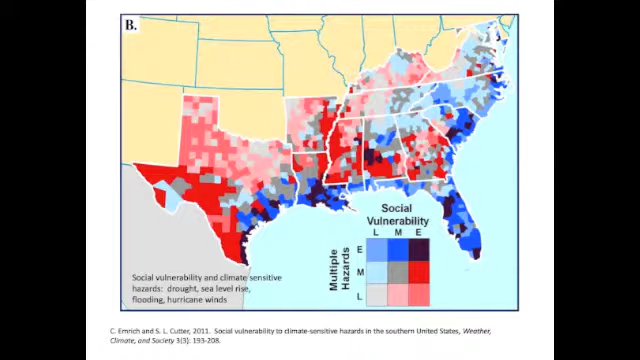 B.
Social
Vulnerability
L M E
Multiple
Hazards
E
M
L
Social vulnerability and climate sensitive
hazards: drought, sea level rise,
flooding, hurricane winds
C. Emrich and S. L. Cutter, 2011. Social vulnerability to climate-sensitive hazards in the southern United States, Weather,
Climate, and Society 3(3): 193-208.